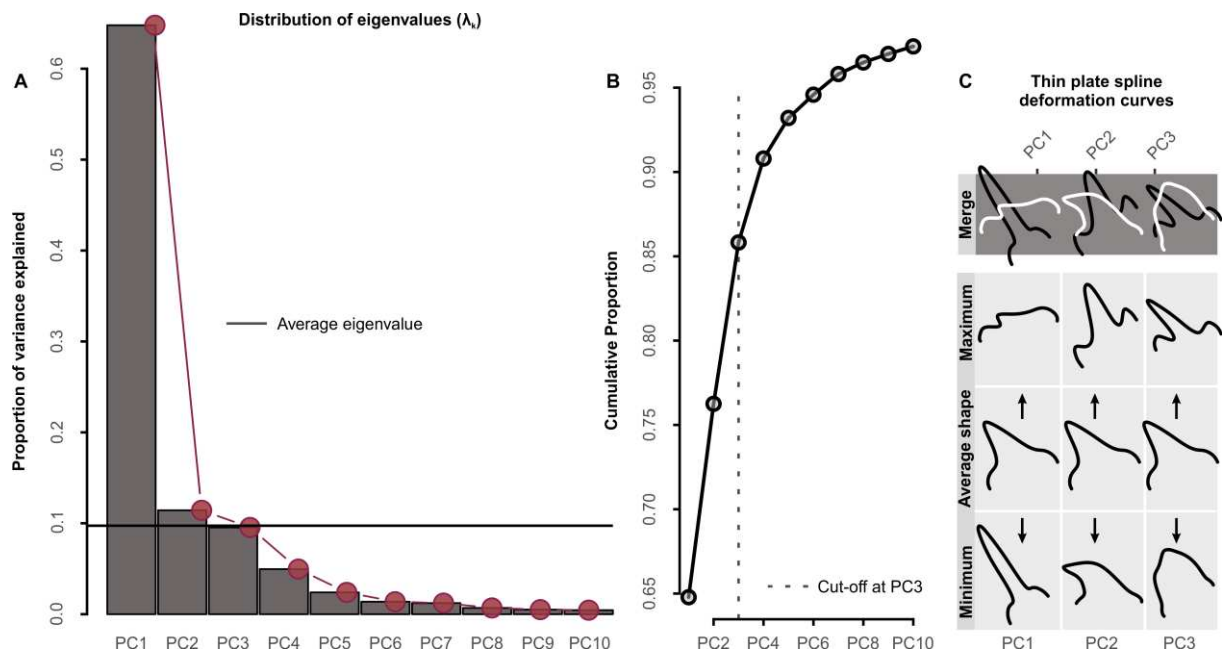 Distribution of eigenvalues (λk)
A
Proportion of variance explained
0.6
0.5
0.4
0.3
0.2
0.1
0.0
Average eigenvalue
PC1 PC2 PC3 PC4 PC5 PC6 PC7 PC8 PC9 PC10
B
Cumulative Proportion
0.95
0.90
0.85
0.80
0.75
0.70
0.65
Cut-off at PC3
PC2 PC4 PC6 PC8 PC10
C
Thin plate spline
deformation curves
PC1 PC2 PC3
Merge
Maximum
Average shape
Minimum
PC1 PC2 PC3